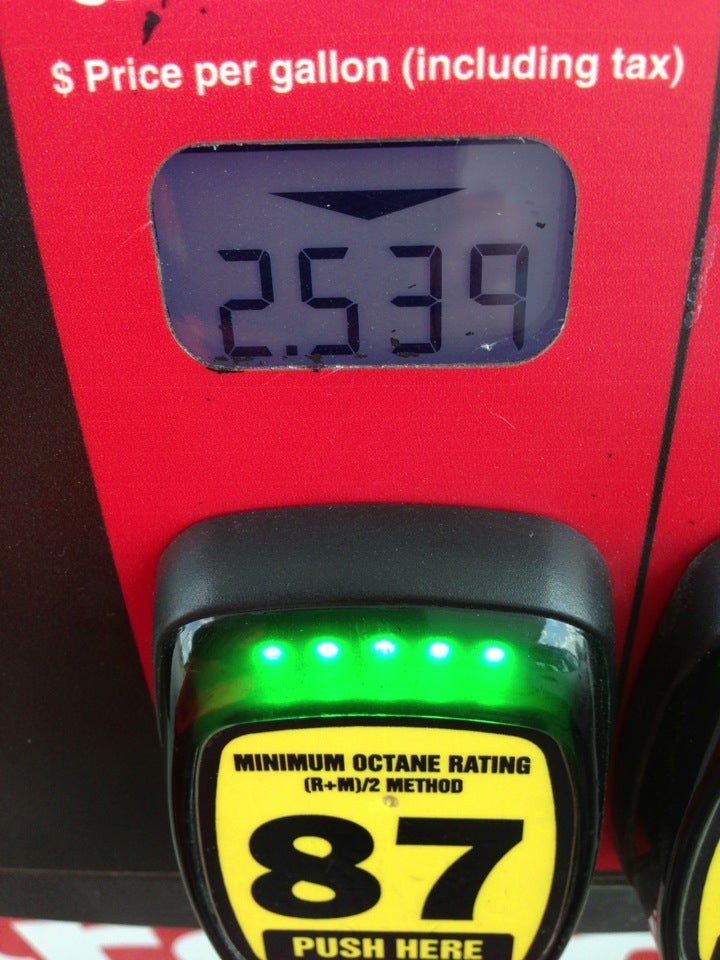 $ Price per gallon (including tax)
2.539
MINIMUM OCTANE RATING
(R+M)/2 METHOD
87
PUSH HERE